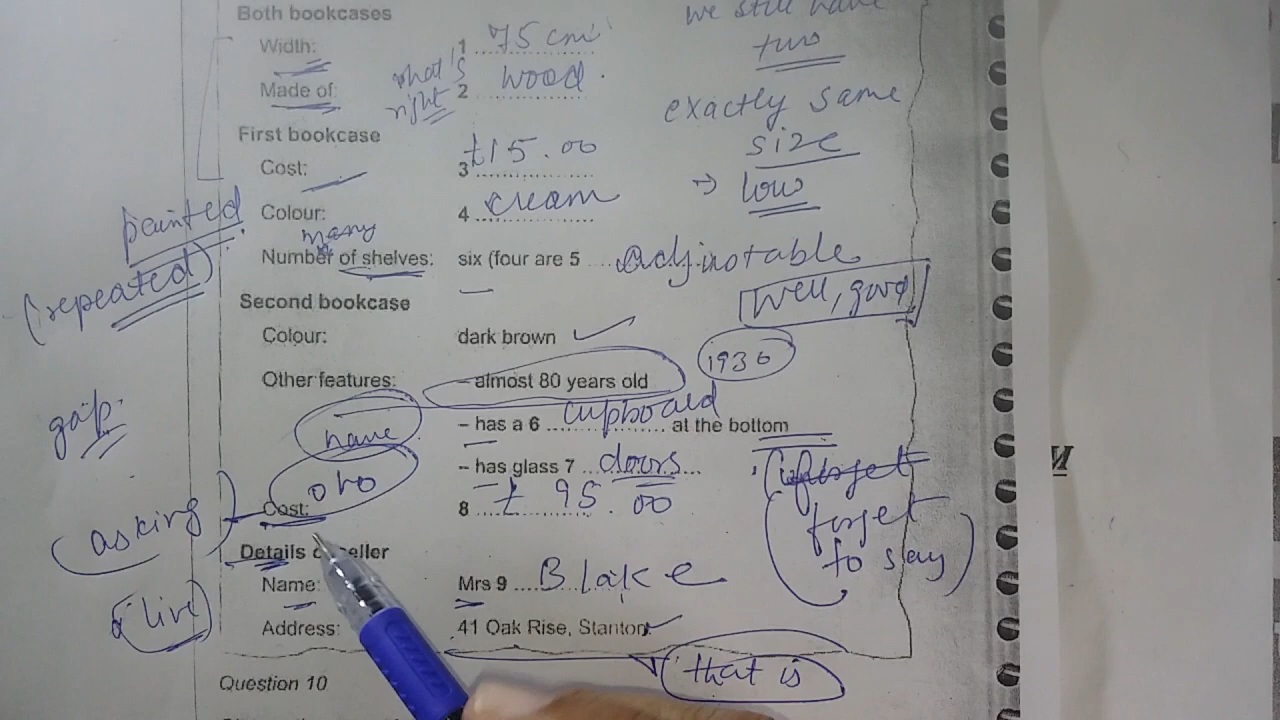 Both bookcases
we still have
Width: 1 75 cm
two
Made of: what's right 2 wood.
exactly same
First bookcase
size
Cost: 3 £15.00
→ low
Colour: 4 cream
painted
many
Number of shelves: six (four are 5 adjustable
(repeated)
Second bookcase
Well, good
Colour: dark brown
1936
Other features: – almost 80 years old
gap.
have
– has a 6 cupboard at the bottom
– has glass 7 doors
forget
oro
Cost: 8 £ 95.00
(asking)
forget
to say
Details seller
Name: Mrs 9 Blake
(live)
Address: 41 Oak Rise, Stanton.
that is
Question 10